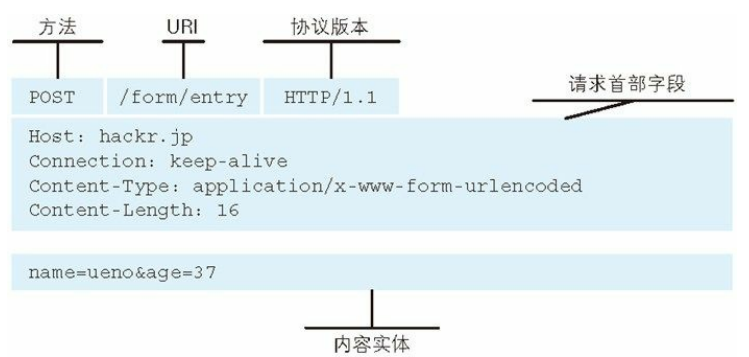 方法 URI 协议版本
请求首部字段
POST /form/entry HTTP/1.1
Host: hackr.jp
Connection: keep-alive
Content-Type: application/x-www-form-urlencoded
Content-Length: 16
name=ueno&age=37
内容实体